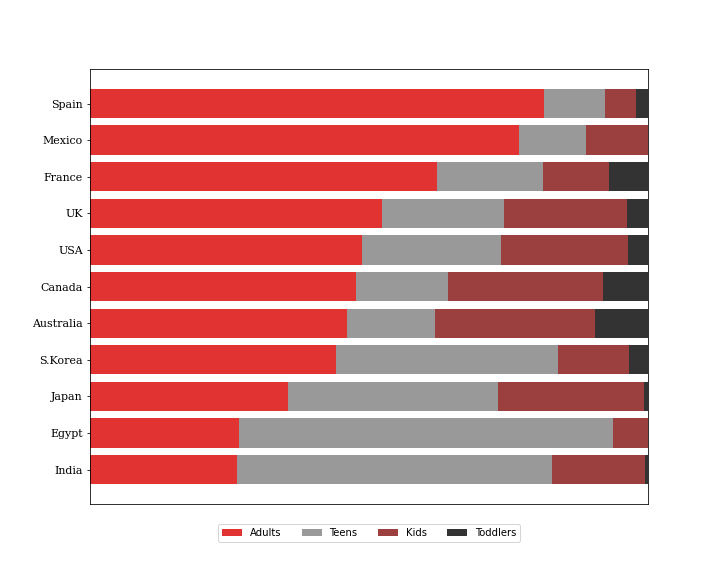 Spain
Mexico
France
UK
USA
Canada
Australia
S.Korea
Japan
Egypt
India
Adults Teens Kids Toddlers